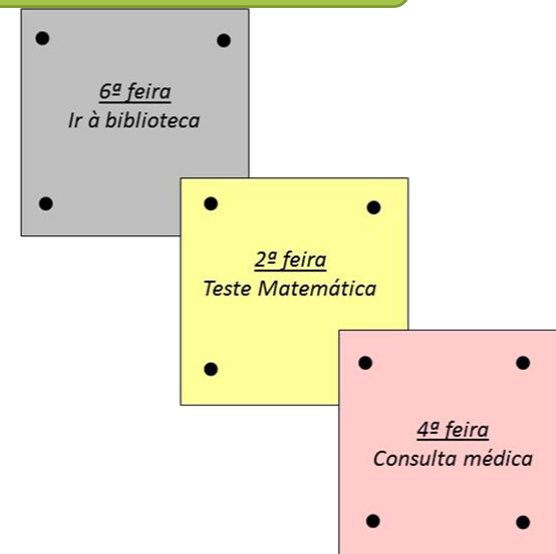 6ª feira
Ir à biblioteca
2ª feira
Teste Matemática
4ª feira
Consulta médica